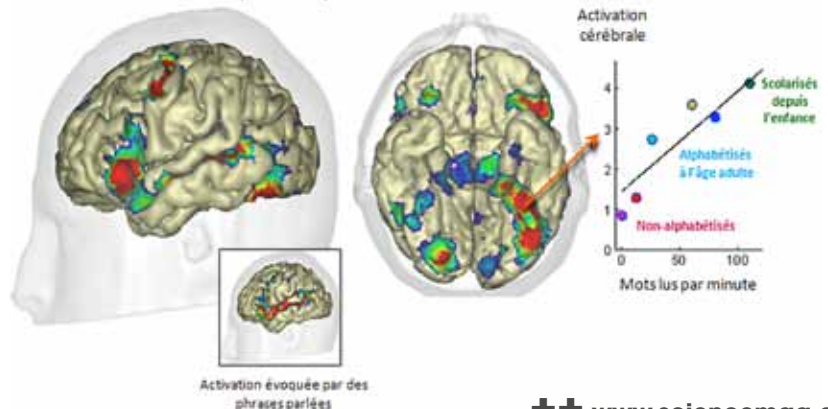 Activation
cérébrale
4
3
2
1
0
Scolarisés
depuis
l'enfance
Alphabétisés
à l'âge adulte
Non-alphabétisés
0
50
100
Mots lus par minute
Activation évoquée par des
phrases parlées